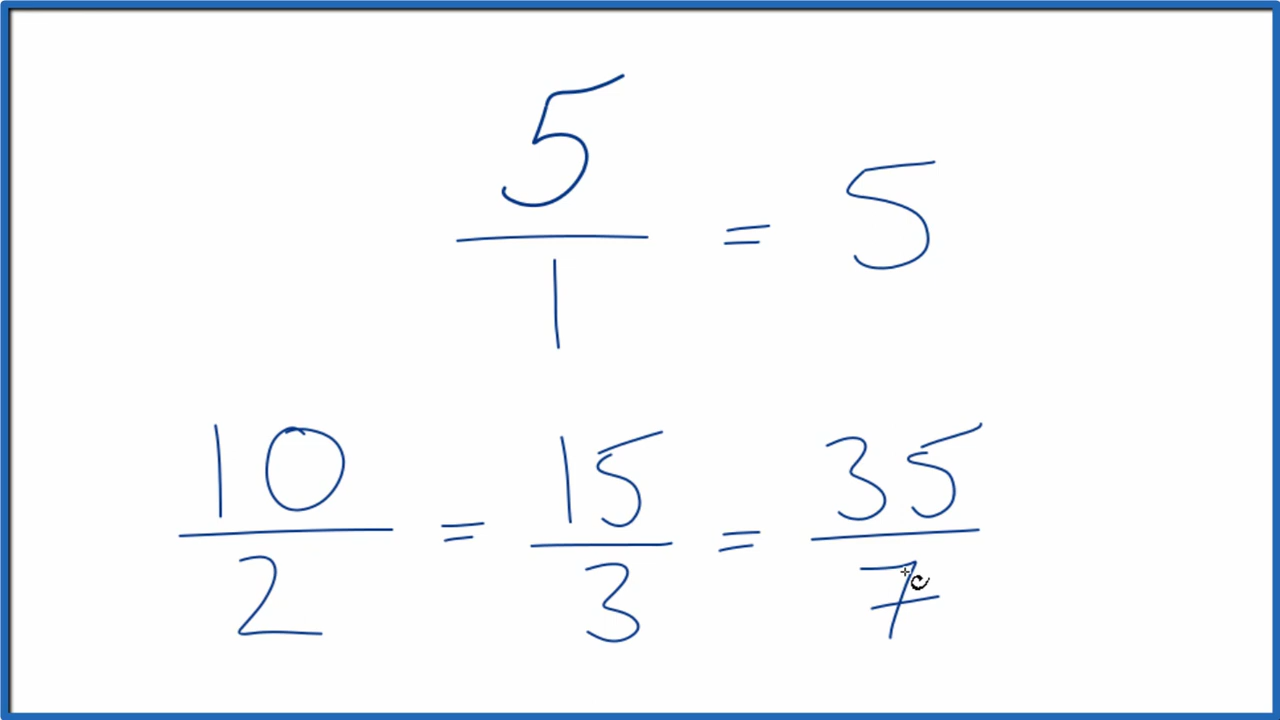 5/1 = 5
10/2 = 15/3 = 35/7